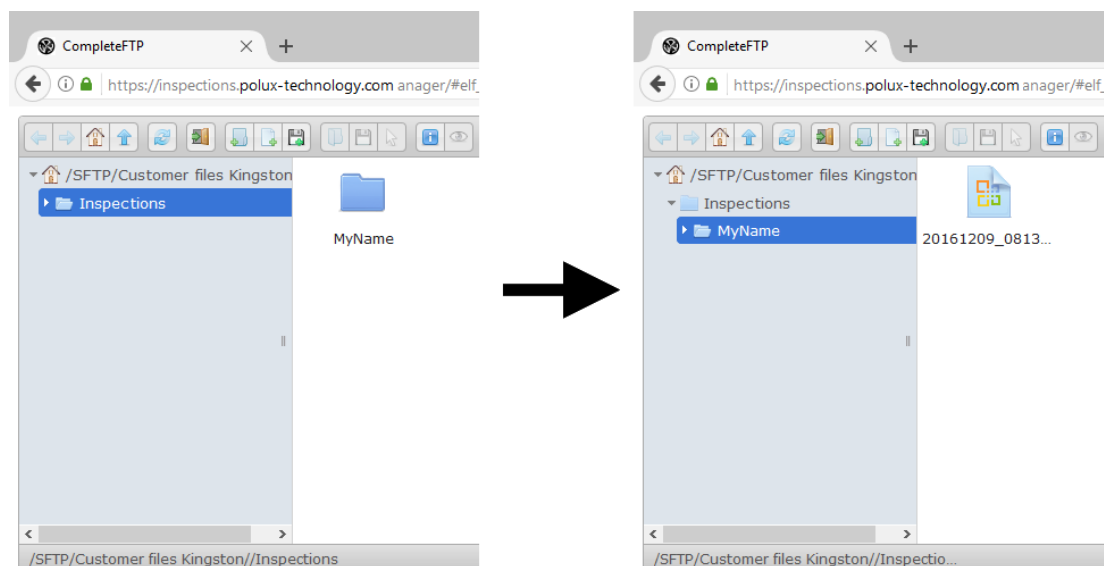 CompleteFTP
https://inspections.polux-technology.com anager/#elf_
/SFTP/Customer files Kingston
Inspections
MyName
/SFTP/Customer files Kingston//Inspections
CompleteFTP
https://inspections.polux-technology.com anager/#elf_
/SFTP/Customer files Kingston
Inspections
MyName
20161209_0813...
/SFTP/Customer files Kingston//Inspectio...